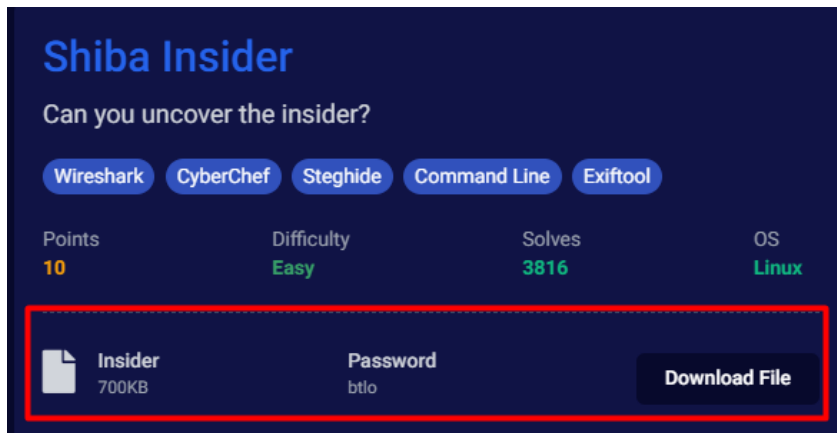 Shiba Insider
Can you uncover the insider?
Wireshark CyberChef Steghide Command Line Exiftool
Points Difficulty Solves OS
10 Easy 3816 Linux
Insider Password
700KB btlo Download File